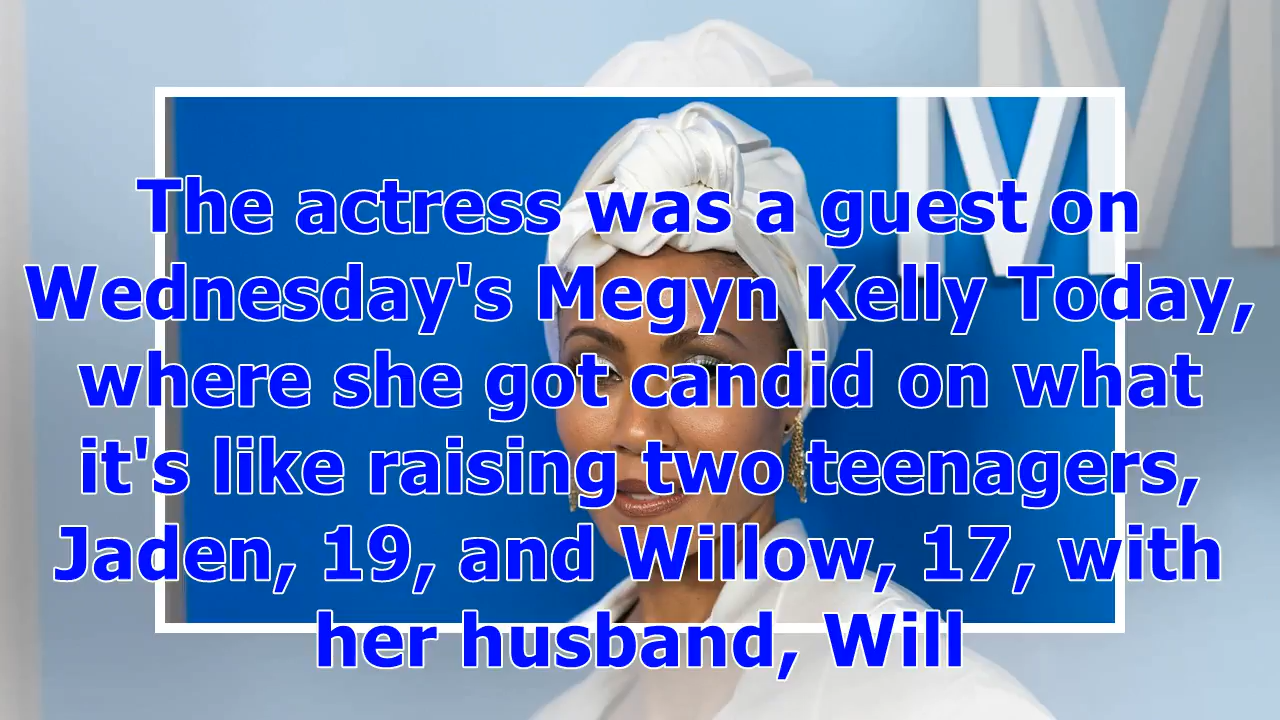 M
The actress was a guest on
Wednesday's Megyn Kelly Today,
where she got candid on what
it's like raising two teenagers,
Jaden, 19, and Willow, 17, with
her husband, Will